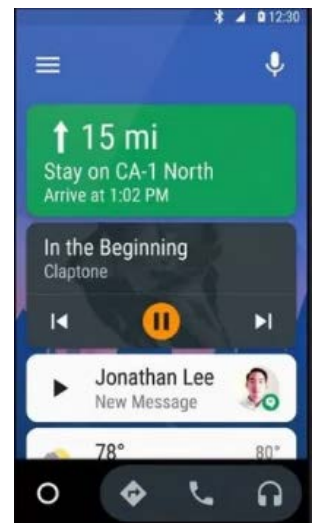 12:30
15 mi
Stay on CA-1 North
Arrive at 1:02 PM
In the Beginning
Claptone
Jonathan Lee
New Message
78°
80°